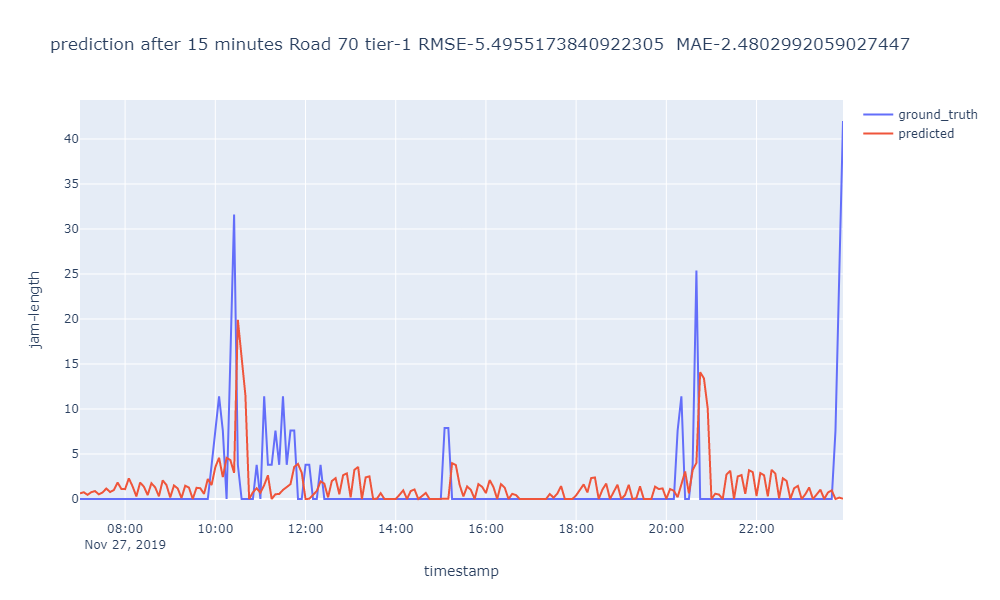 prediction after 15 minutes Road 70 tier-1 RMSE-5.4955173840922305  MAE-2.4802992059027447
ground_truth
predicted
jam-length
40
35
30
25
20
15
10
5
0
08:00 10:00 12:00 14:00 16:00 18:00 20:00 22:00
Nov 27, 2019
timestamp